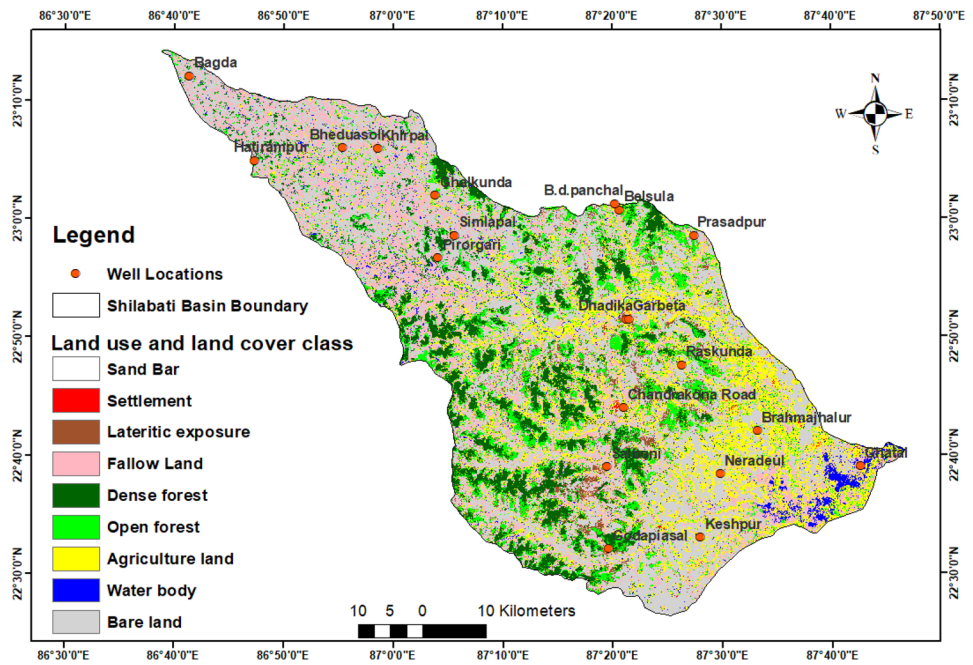 86°30'0"E 86°40'0"E 86°50'0"E 87°0'0"E 87°10'0"E 87°20'0"E 87°30'0"E 87°40'0"E 87°50'0"E
23°10'0"N
23°0'0"N
22°50'0"N
22°40'0"N
22°30'0"N
23°10'0"N
23°0'0"N
22°50'0"N
22°40'0"N
22°30'0"N
N
W E
S
Bagda
Bheduasol Khirpai
Hatirampur
Simlapal
Pirorgari
B.d.panchal
Belsula
Prasadpur
Dhadika Garbeta
Raskunda
Chandrakona Road
Brahmajhalur
Ghatal
Neradeul
Keshpur
Godapiasal
Legend
Well Locations
Shilabati Basin Boundary
Land use and land cover class
Sand Bar
Settlement
Lateritic exposure
Fallow Land
Dense forest
Open forest
Agriculture land
Water body
Bare land
10 5 0 10 Kilometers
86°30'0"E 86°40'0"E 86°50'0"E 87°0'0"E 87°10'0"E 87°20'0"E 87°30'0"E 87°40'0"E